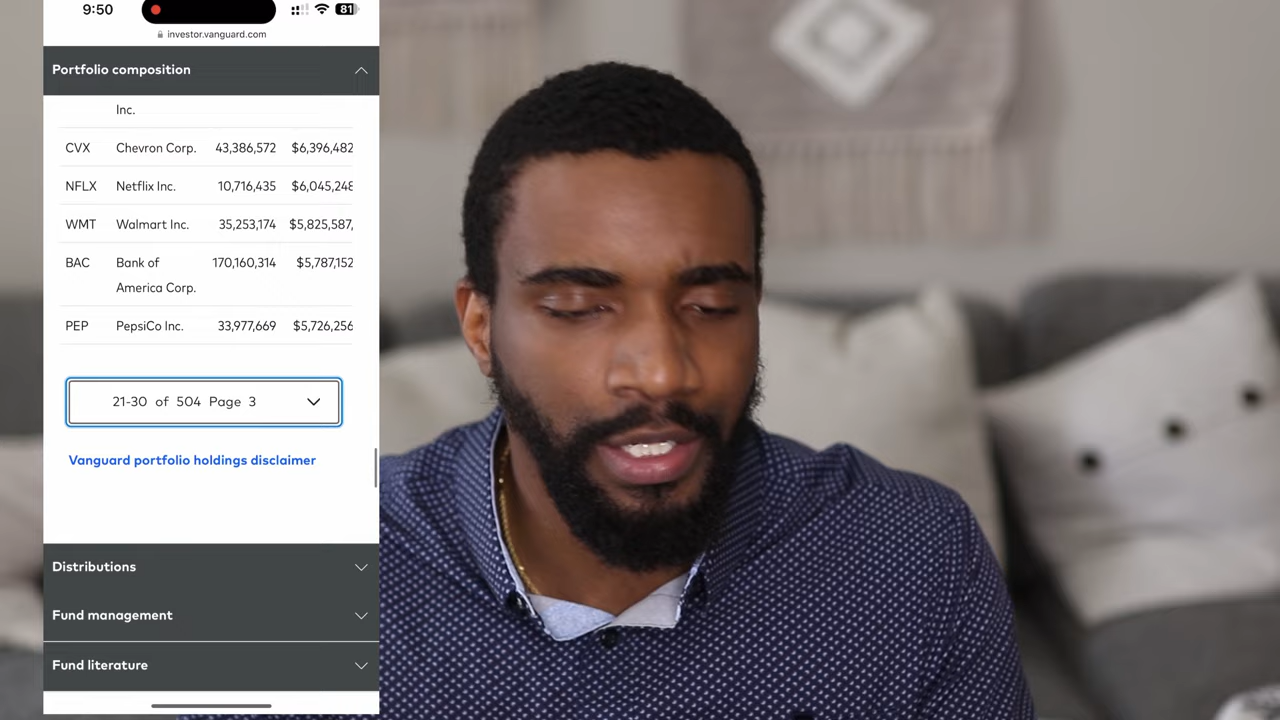 9:50
81
investor.vanguard.com
Portfolio composition
Inc.
CVX Chevron Corp. 43,386,572 $6,396,482
NFLX Netflix Inc. 10,716,435 $6,045,248
WMT Walmart Inc. 35,253,174 $5,825,587,
BAC Bank of 170,160,314 $5,787,152
America Corp.
PEP PepsiCo Inc. 33,977,669 $5,726,256
21-30 of 504 Page 3
Vanguard portfolio holdings disclaimer
Distributions
Fund management
Fund literature